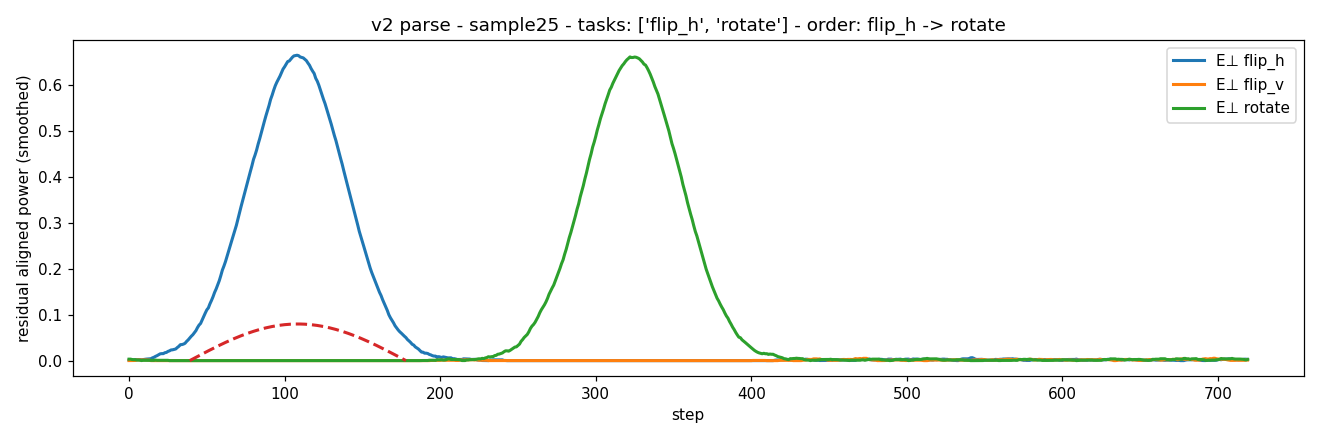 v2 parse - sample25 - tasks: ['flip_h', 'rotate'] - order: flip_h -> rotate
residual aligned power (smoothed)
0.6
0.5
0.4
0.3
0.2
0.1
0.0
E⊥ flip_h
E⊥ flip_v
E⊥ rotate
0 100 200 300 400 500 600 700
step